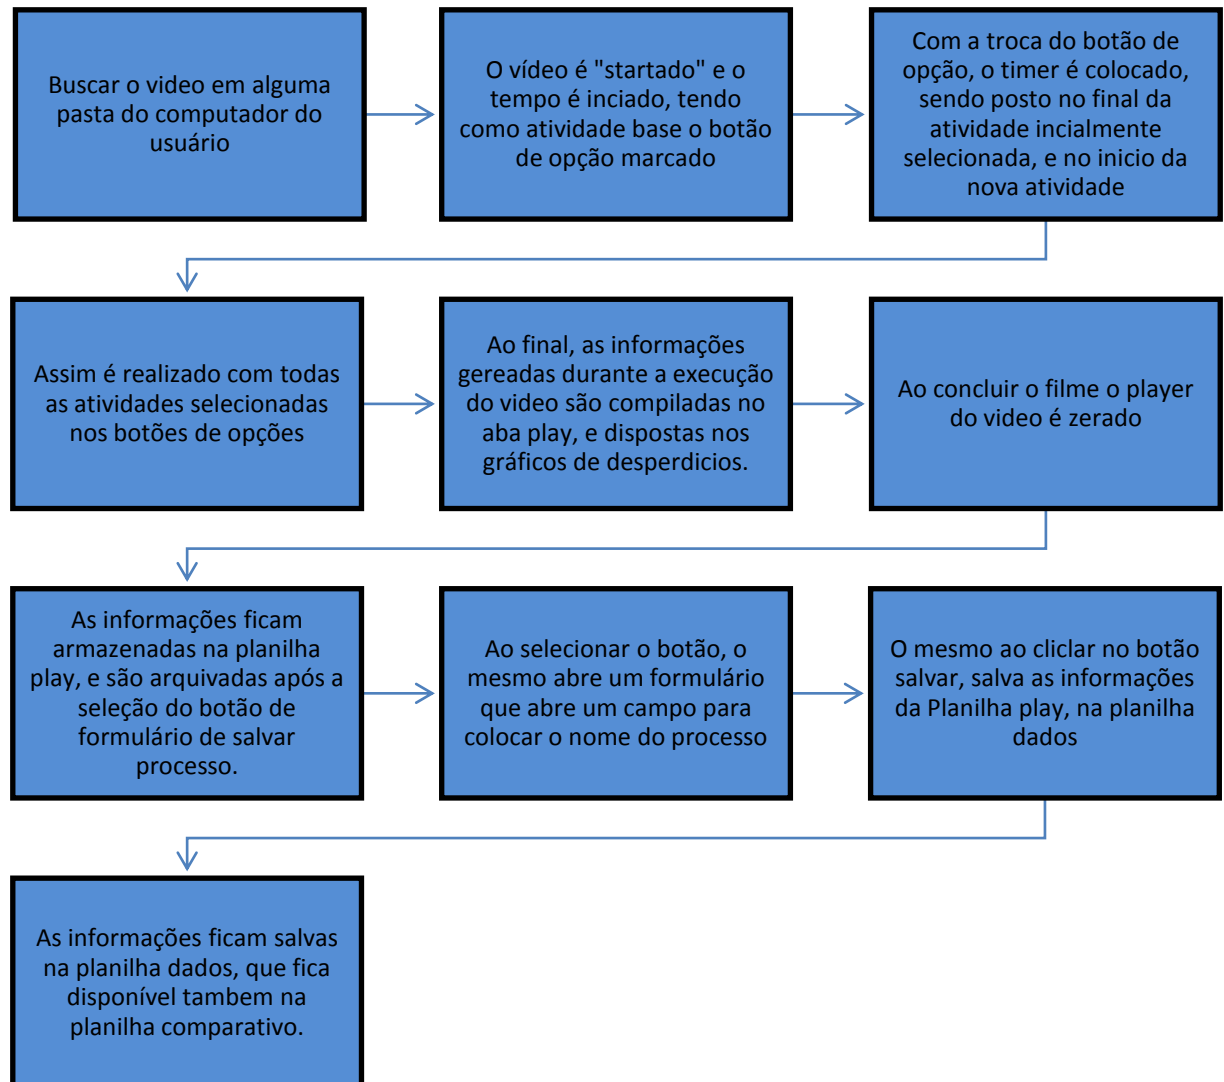 Buscar o video em alguma
pasta do computador do
usuário
O vídeo é "startado" e o
tempo é inciado, tendo
como atividade base o botão
de opção marcado
Com a troca do botão de
opção, o timer é colocado,
sendo posto no final da
atividade incialmente
selecionada, e no inicio da
nova atividade
Assim é realizado com todas
as atividades selecionadas
nos botões de opções
Ao final, as informações
gereadas durante a execução
do video são compiladas no
aba play, e dispostas nos
gráficos de desperdicios.
Ao concluir o filme o player
do video é zerado
As informações ficam
armazenadas na planilha
play, e são arquivadas após a
seleção do botão de
formulário de salvar
processo.
Ao selecionar o botão, o
mesmo abre um formulário
que abre um campo para
colocar o nome do processo
O mesmo ao cliclar no botão
salvar, salva as informações
da Planilha play, na planilha
dados
As informações ficam salvas
na planilha dados, que fica
disponível tambem na
planilha comparativo.